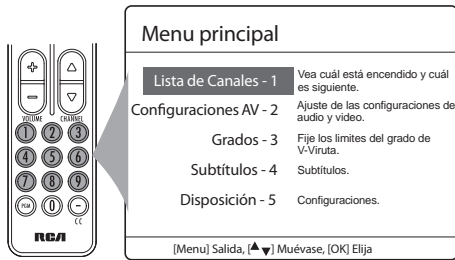 Menu principal
Lista de Canales - 1
Vea cuál está encendido y cuál
es siguiente.
Configuraciones AV - 2
Ajuste de las configuraciones de
audio y video.
Grados - 3
Fije los limites del grado de
V-Viruta.
Subtítulos - 4
Subtítulos.
Disposición - 5
Configuraciones.
[Menu] Salida, [▲▼] Muévase, [OK] Elija
+
−
VOLUME
CHANNEL
1 2 3
4 5 6
7 8 9
PGM 0 −
CC
RCA